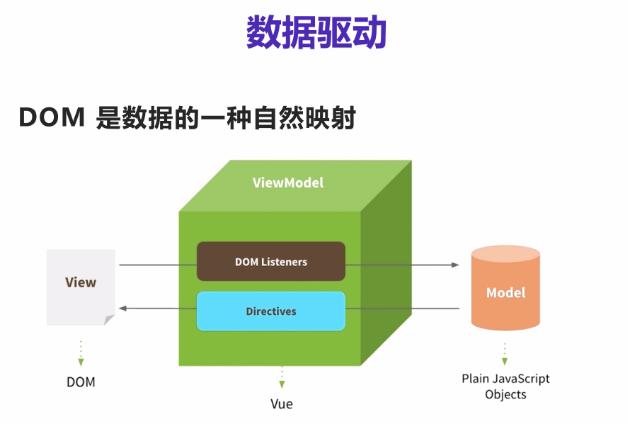 数据驱动
DOM 是数据的一种自然映射
ViewModel
DOM Listeners
View
Model
Directives
DOM
Plain JavaScript
Objects
Vue